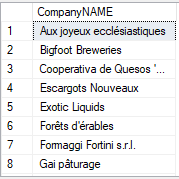 CompanyNAME
1 Aux joyeux ecclésiastiques
2 Bigfoot Breweries
3 Cooperativa de Quesos '...
4 Escargots Nouveaux
5 Exotic Liquids
6 Forêts d'érables
7 Formaggi Fortini s.r.l.
8 Gai pâturage